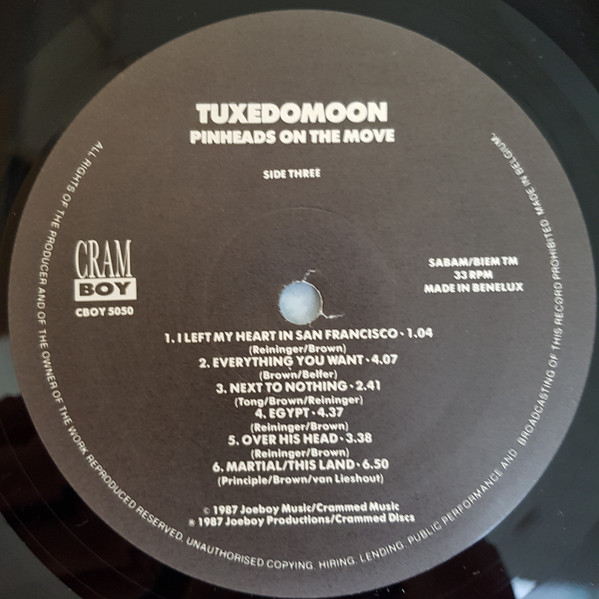 TUXEDOMOON
PINHEADS ON THE MOVE
SIDE THREE
CRAM
BOY
CBOY 5050
SABAM/BIEM TM
33 RPM
MADE IN BENELUX
1. I LEFT MY HEART IN SAN FRANCISCO • 1.04
(Reininger/Brown)
2. EVERYTHING YOU WANT • 4.07
(Brown/Belfer)
3. NEXT TO NOTHING • 2.41
(Tong/Brown/Reininger)
4. EGYPT • 4.37
(Reininger/Brown)
5. OVER HIS HEAD • 3.38
(Reininger/Brown)
6. MARTIAL/THIS LAND • 6.50
(Principle/Brown/van Lieshout)
© 1987 Joeboy Music/Crammed Music
℗ 1987 Joeboy Productions/Crammed Discs
ALL RIGHTS OF THE PRODUCER AND OF THE OWNER OF THE WORK REPRODUCED RESERVED. UNAUTHORISED COPYING. HIRING. LENDING. PUBLIC PERFORMANCE AND BROADCASTING OF THIS RECORD PROHIBITED MADE IN BELGIUM.